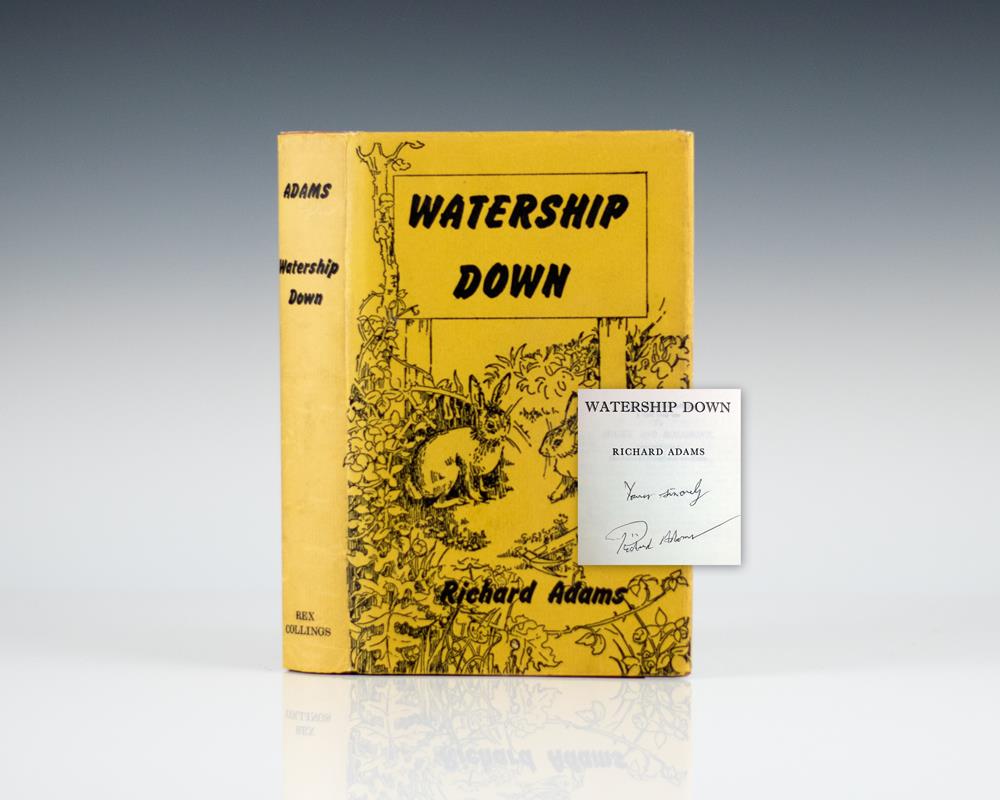 ADAMS
Watership
Down
REX
COLLINGS
WATERSHIP
DOWN
Richard Adams
WATERSHIP DOWN
RICHARD ADAMS
Yours sincerely
Richard Adams